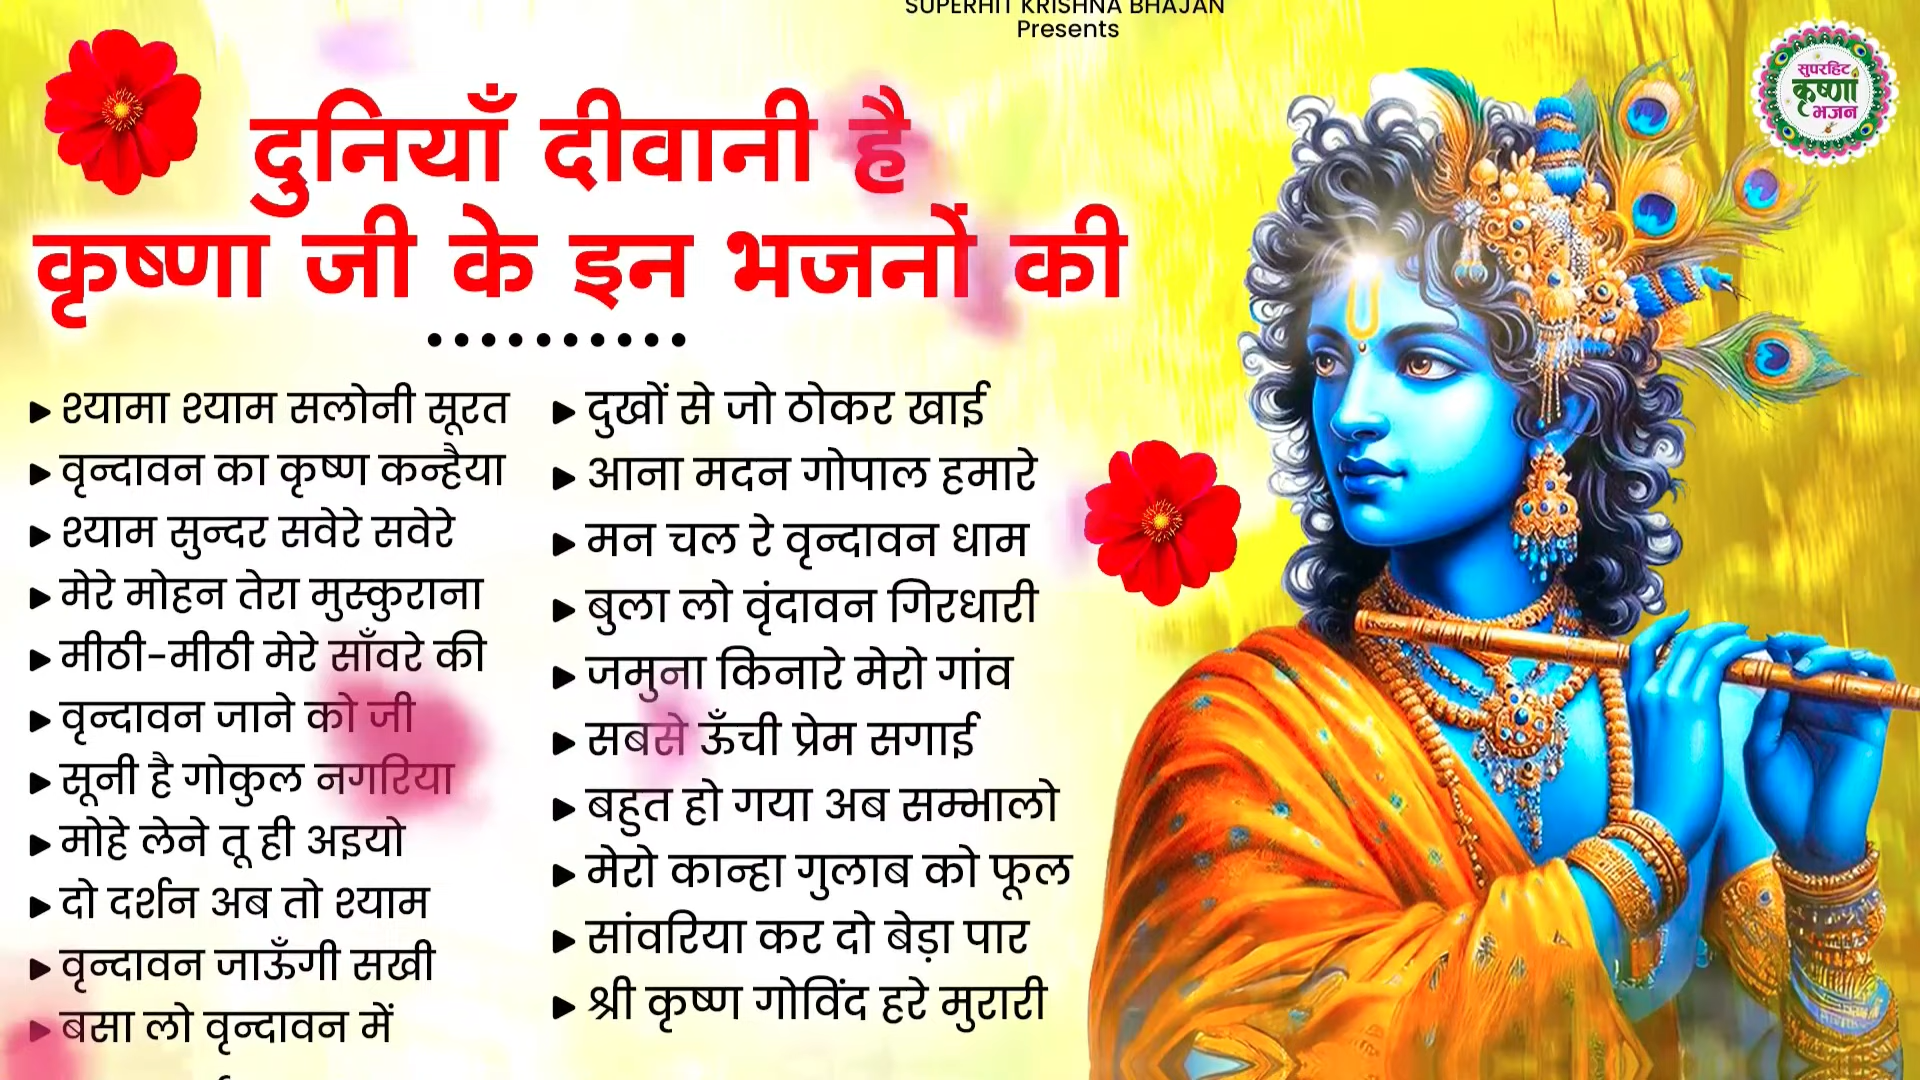 SUPERHIT KRISHNA BHAJAN
Presents
सुपरहिट
कृष्णा
भजन
दुनियाँ दीवानी है
कृष्णा जी के इन भजनों की
श्यामा श्याम सलोनी सूरत
वृन्दावन का कृष्ण कन्हैया
श्याम सुन्दर सवेरे सवेरे
मेरे मोहन तेरा मुस्कुराना
मीठी-मीठी मेरे साँवरे की
वृन्दावन जाने को जी
सूनी है गोकुल नगरिया
मोहे लेने तू ही अइयो
दो दर्शन अब तो श्याम
वृन्दावन जाऊँगी सखी
बसा लो वृन्दावन में
दुखों से जो ठोकर खाई
आना मदन गोपाल हमारे
मन चल रे वृन्दावन धाम
बुला लो वृंदावन गिरधारी
जमुना किनारे मेरो गांव
सबसे ऊँची प्रेम सगाई
बहुत हो गया अब सम्भालो
मेरो कान्हा गुलाब को फूल
सांवरिया कर दो बेड़ा पार
श्री कृष्ण गोविंद हरे मुरारी